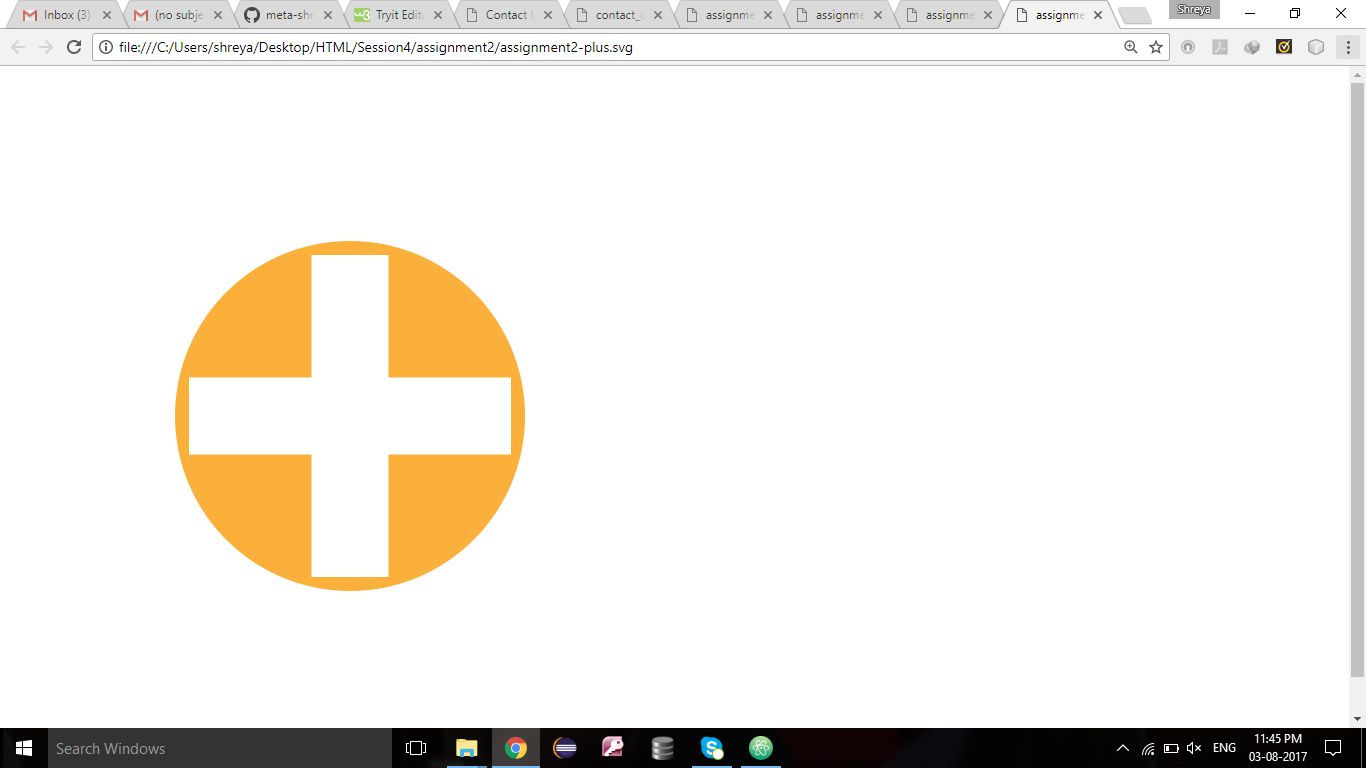 Inbox (3)
(no subje
meta-shr
Tryit Edit
Contact U
contact_u
assignme
assignme
assignme
assignme
Shreya
file:///C:/Users/shreya/Desktop/HTML/Session4/assignment2/assignment2-plus.svg
Search Windows
ENG
11:45 PM
03-08-2017